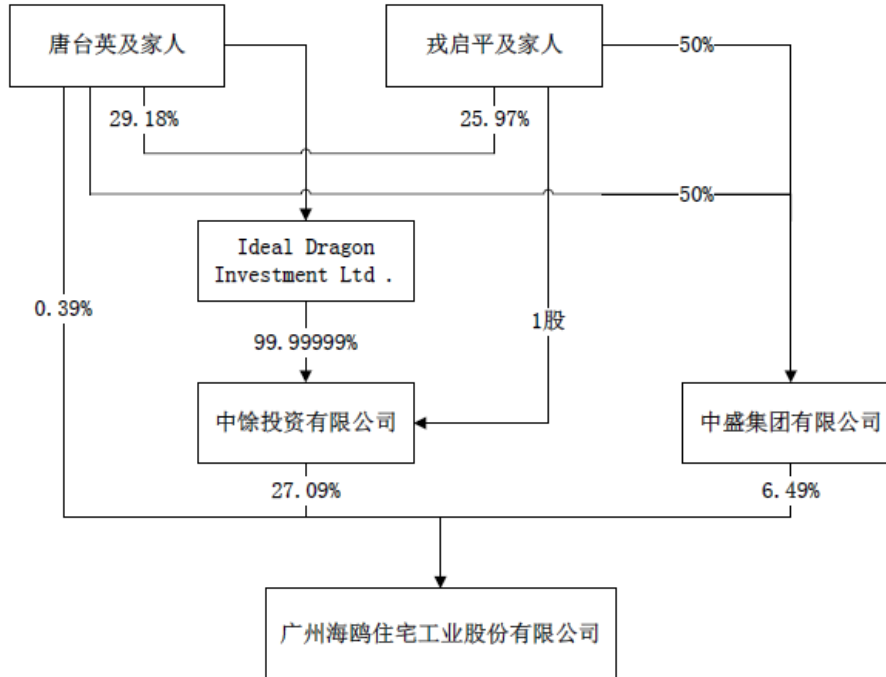 唐台英及家人
戎启平及家人
50%
29.18%
25.97%
50%
Ideal Dragon
Investment Ltd .
0.39%
1股
99.99999%
中馀投资有限公司
中盛集团有限公司
27.09%
6.49%
广州海鸥住宅工业股份有限公司